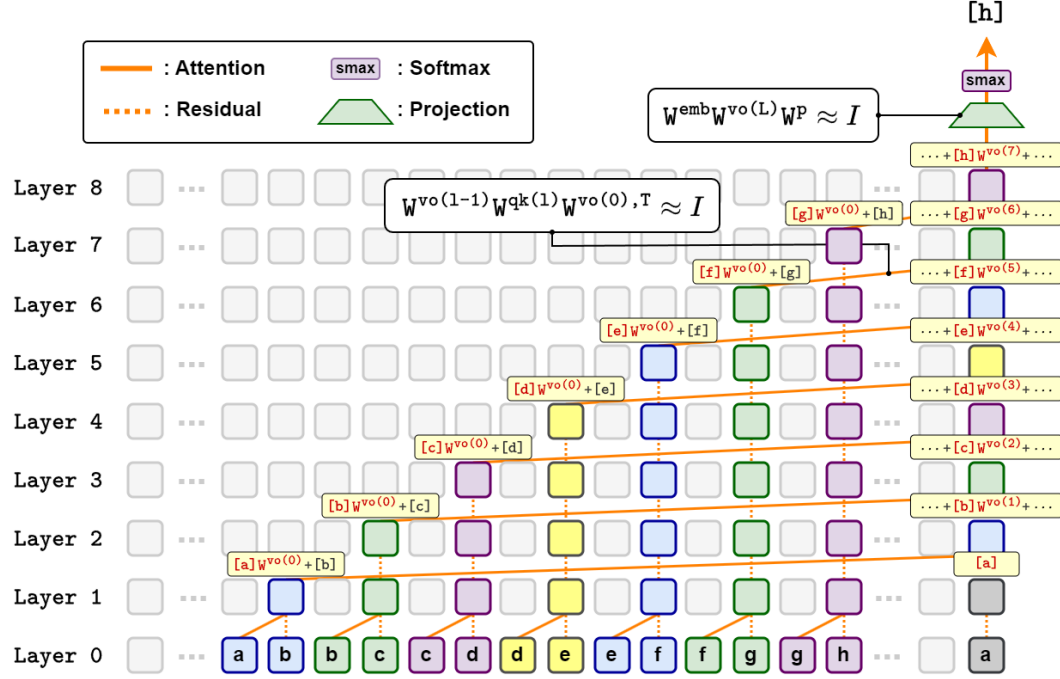 [h]
: Attention
smax : Softmax
: Residual
: Projection
smax
W^emb W^vo(L) W^p ≈ I
···+[h]W^vo(7)+···
Layer 8 ··· ···
W^vo(l-1) W^qk(l) W^vo(0),T ≈ I
[g]W^vo(0)+[h]
···+[g]W^vo(6)+···
Layer 7 ··· ···
[f]W^vo(0)+[g]
···+[f]W^vo(5)+···
Layer 6 ··· ···
[e]W^vo(0)+[f]
···+[e]W^vo(4)+···
Layer 5 ··· ···
[d]W^vo(0)+[e]
···+[d]W^vo(3)+···
Layer 4 ··· ···
[c]W^vo(0)+[d]
···+[c]W^vo(2)+···
Layer 3 ··· ···
[b]W^vo(0)+[c]
···+[b]W^vo(1)+···
Layer 2 ··· ···
[a]W^vo(0)+[b]
[a]
Layer 1 ··· ···
Layer 0 ··· a b b c c d d e e f f g g h ··· a